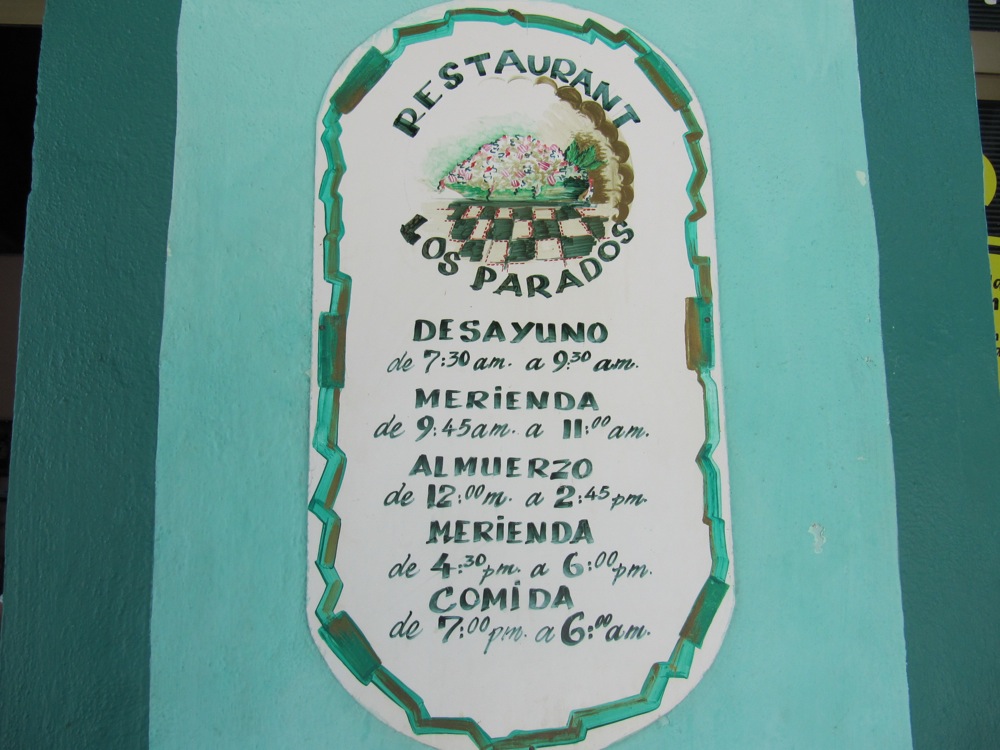 RESTAURANT
LOS PARADOS
DESAYUNO
de 7:30 am. a 9:30 am.
MERIENDA
de 9:45 am. a 11:00 am.
ALMUERZO
de 12:00 m. a 2:45 pm.
MERIENDA
de 4:30 pm. a 6:00 pm.
COMIDA
de 7:00 pm. a 6:00 am.